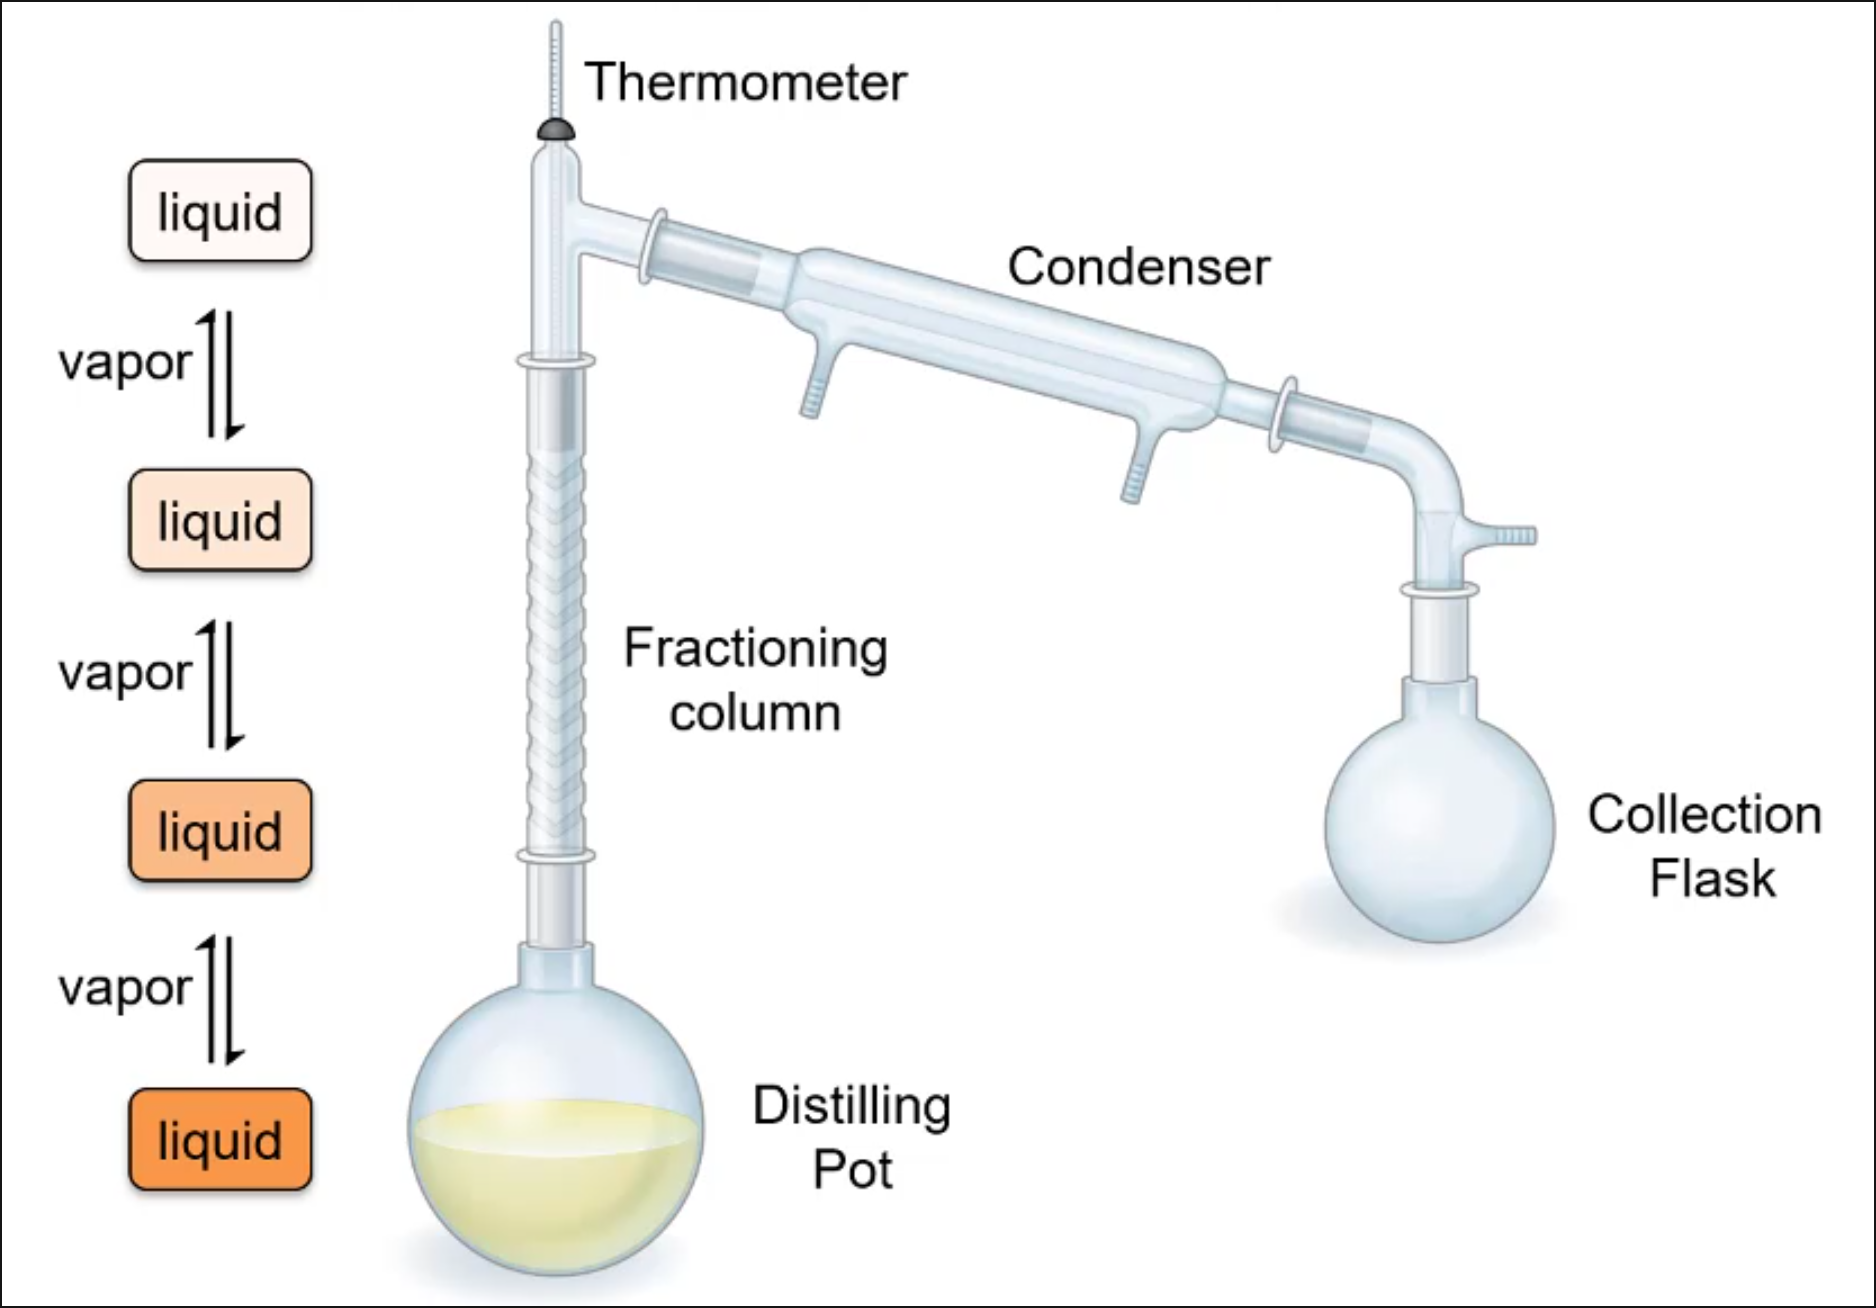 Thermometer
liquid
Condenser
vapor
liquid
Fractioning
column
vapor
liquid
Collection
Flask
vapor
Distilling
Pot
liquid